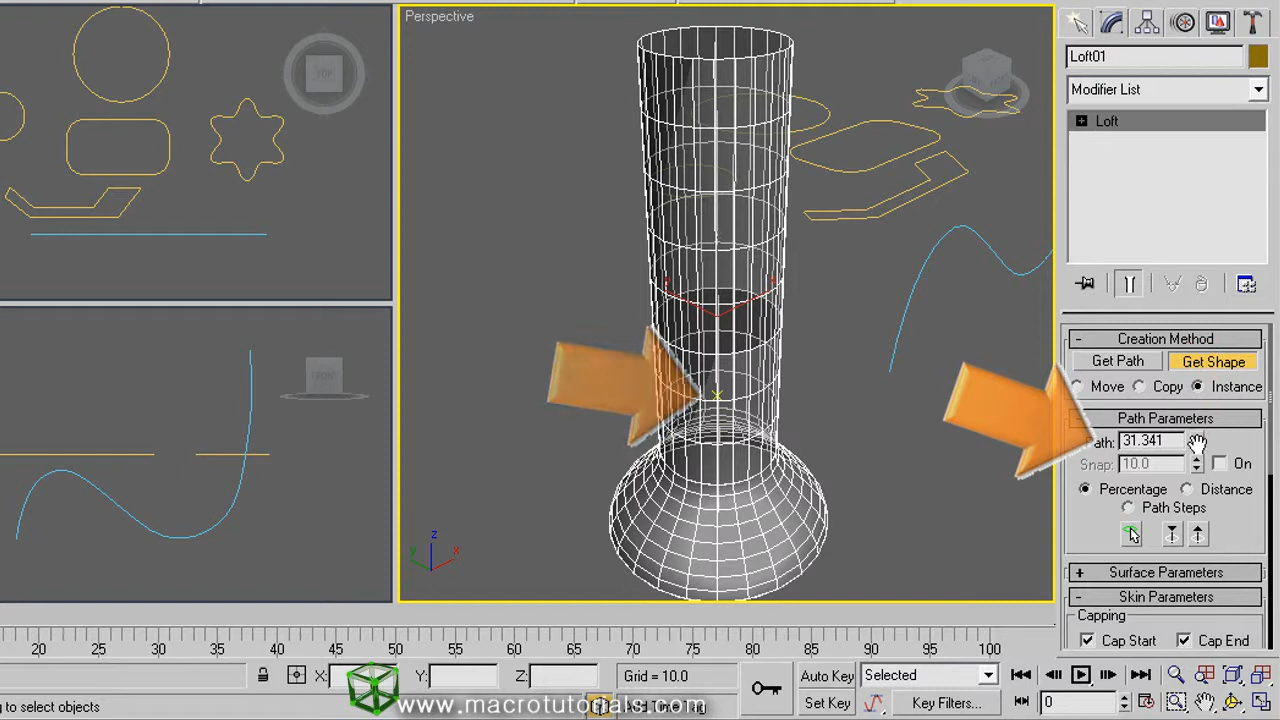 Perspective
TOP
FRONT
Loft01
Modifier List
Loft
Creation Method
Get Path Get Shape
Move Copy Instance
Path Parameters
Path: 31.341
Snap: 10.0 On
Percentage Distance
Path Steps
Surface Parameters
Skin Parameters
Capping
Cap Start Cap End
z
y x
20 25 30 35 40 45 50 55 60 65 70 75 80 85 90 95 100
X: Y: Z: Grid = 10.0 Auto Key Selected
g to select objects
www.macrotutorials.com
Set Key Key Filters... 0